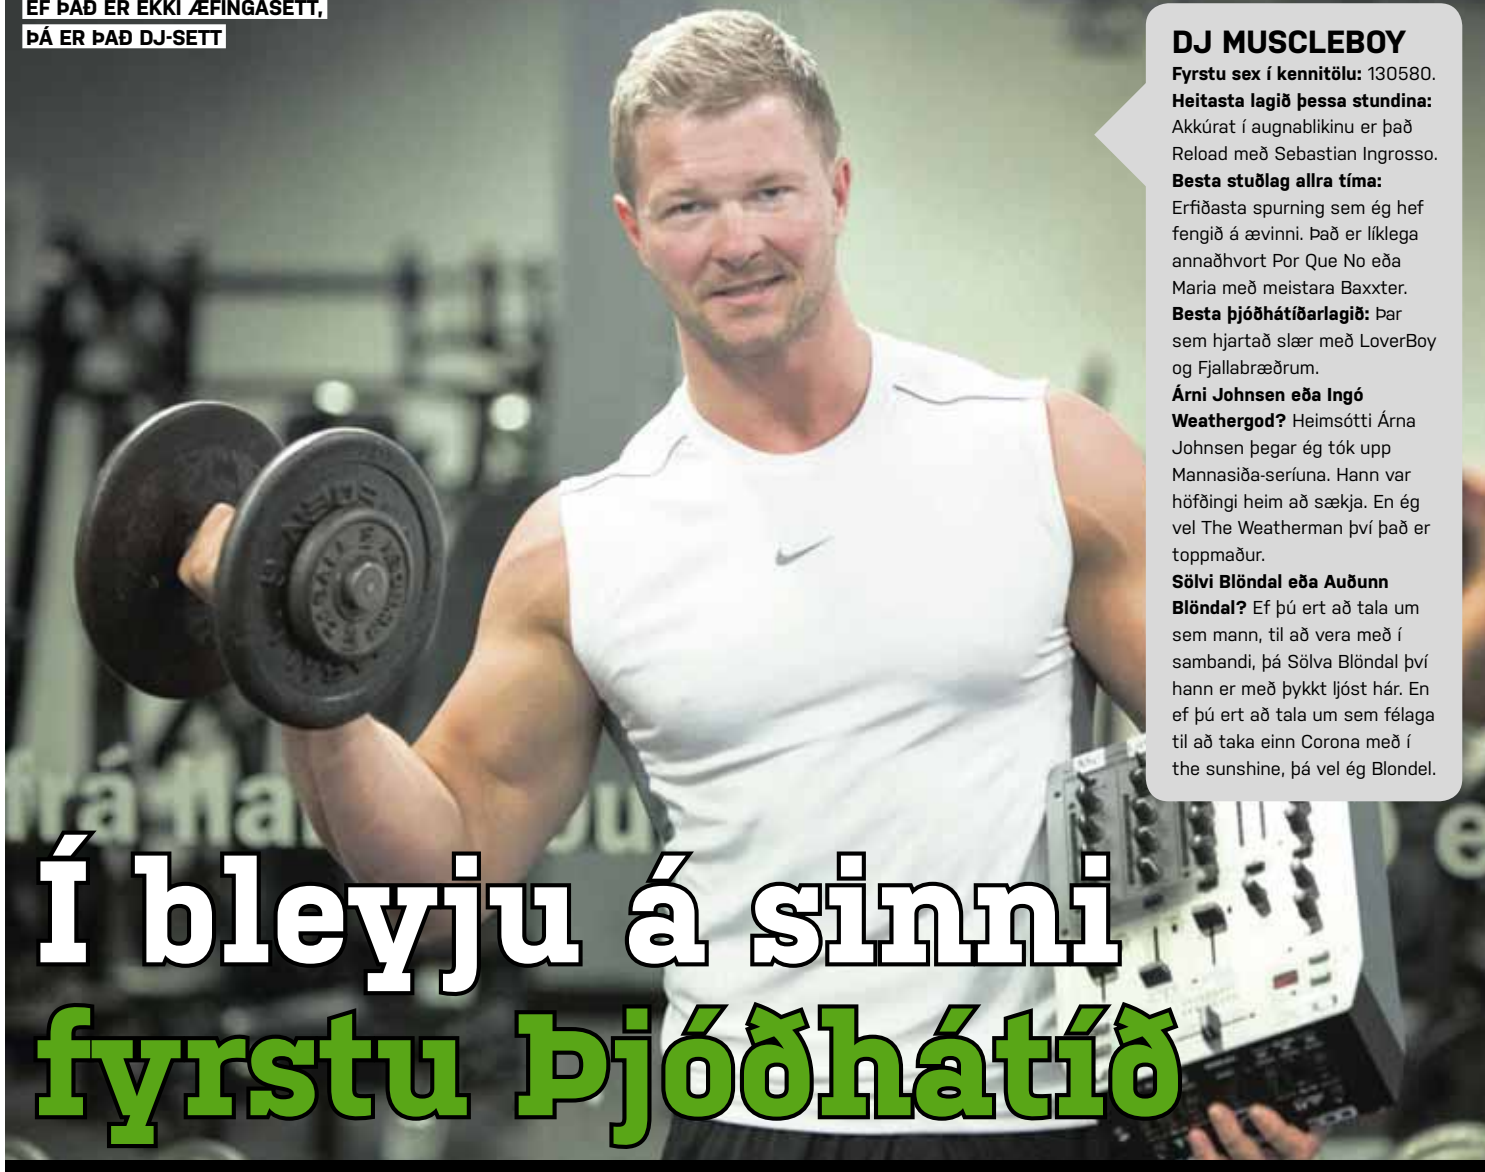 EF ÞAÐ ER EKKI ÆFINGASETT,
ÞÁ ER ÞAÐ DJ-SETT
DJ MUSCLEBOY
Fyrstu sex í kennitölu: 130580.
Heitasta lagið þessa stundina:
Akkúrat í augnablikinu er það
Reload með Sebastian Ingrosso.
Besta stuðlag allra tíma:
Erfiðasta spurning sem ég hef
fengið á ævinni. Það er líklega
annaðhvort Por Que No eða
Maria með meistara Baxxter.
Besta þjóðhátíðarlagið: Þar
sem hjartað slær með LoverBoy
og Fjallabræðrum.
Árni Johnsen eða Ingó
Weathergod? Heimsótti Árna
Johnsen þegar ég tók upp
Mannasiða-seríuna. Hann var
höfðingi heim að sækja. En ég
vel The Weatherman því það er
toppmaður.
Sölvi Blöndal eða Auðunn
Blöndal? Ef þú ert að tala um
sem mann, til að vera með í
sambandi, þá Sölva Blöndal því
hann er með þykkt ljóst hár. En
ef þú ert að tala um sem félaga
til að taka einn Corona með í
the sunshine, þá vel ég Blondel.
frá
Í bleyju á sinni
fyrstu Þjóðhátíð